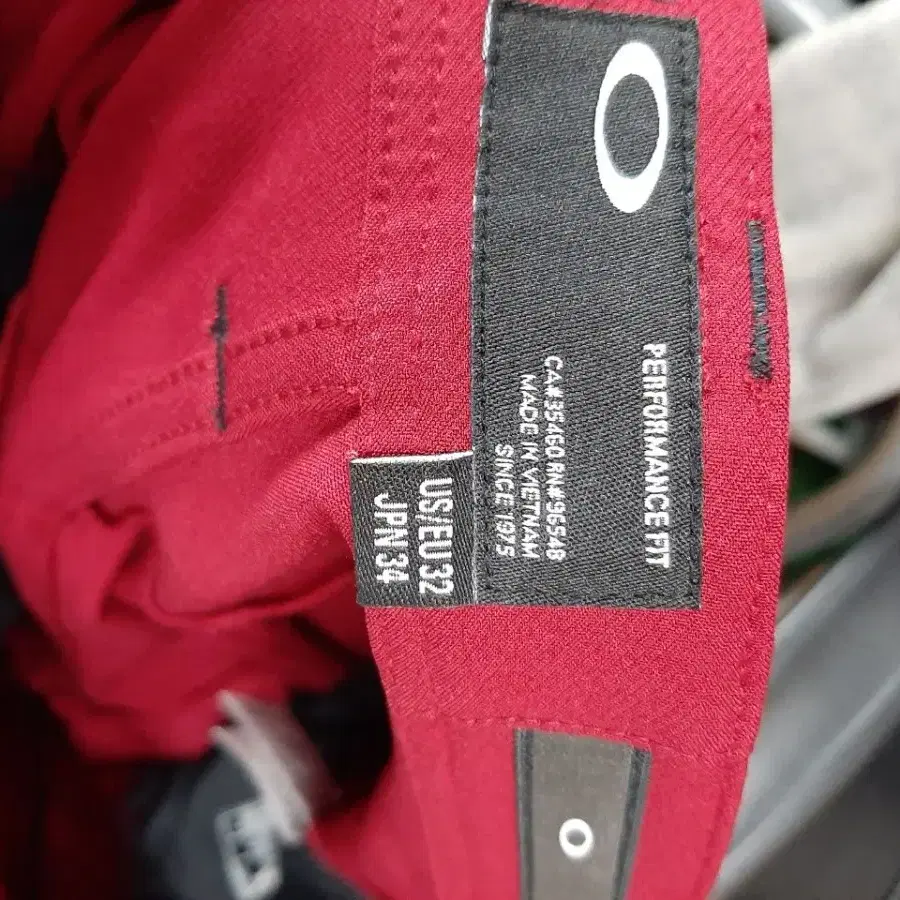 PERFORMANCE FIT
CA#35460 RN#96548
MADE IN VIETNAM
SINCE 1975
US/EU 32
JPN 34